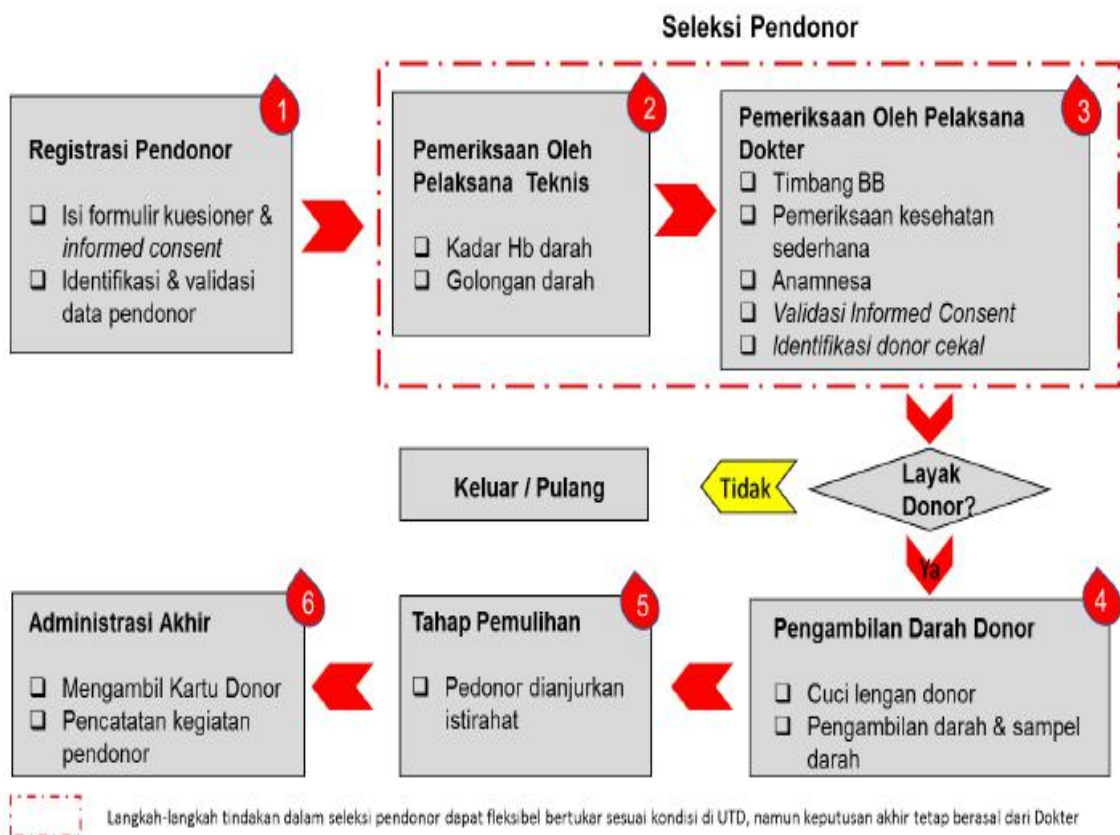 Seleksi Pendonor
1
Registrasi Pendonor
❑ Isi formulir kuesioner &
informed consent
❑ Identifikasi & validasi
data pendonor
2
Pemeriksaan Oleh
Pelaksana Teknis
❑ Kadar Hb darah
❑ Golongan darah
3
Pemeriksaan Oleh Pelaksana
Dokter
❑ Timbang BB
❑ Pemeriksaan kesehatan
sederhana
❑ Anamnesa
❑ Validasi Informed Consent
❑ Identifikasi donor cekal
Layak
Donor?
Tidak
Keluar / Pulang
Ya
4
Pengambilan Darah Donor
❑ Cuci lengan donor
❑ Pengambilan darah & sampel
darah
5
Tahap Pemulihan
❑ Pedonor dianjurkan
istirahat
6
Administrasi Akhir
❑ Mengambil Kartu Donor
❑ Pencatatan kegiatan
pendonor
Langkah-langkah tindakan dalam seleksi pendonor dapat fleksibel bertukar sesuai kondisi di UTD, namun keputusan akhir tetap berasal dari Dokter